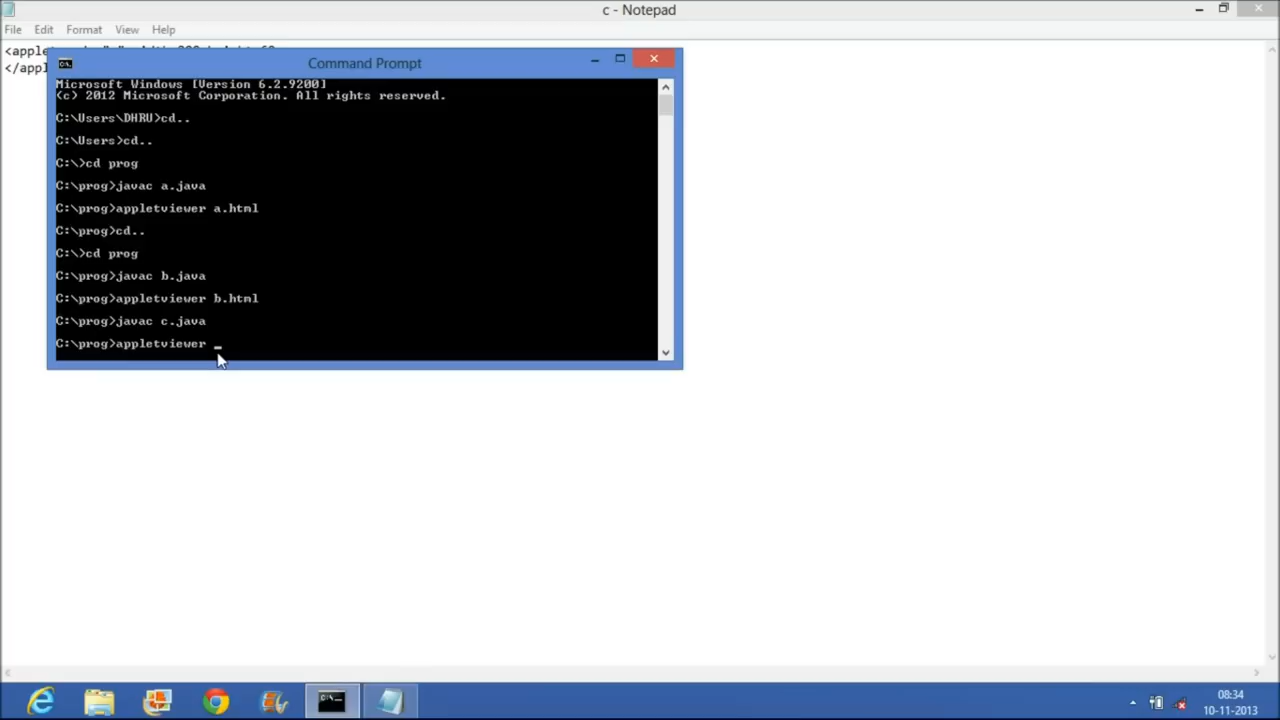 c - Notepad
File Edit Format View Help
<apple
</appl
Command Prompt
Microsoft Windows [Version 6.2.9200]
(c) 2012 Microsoft Corporation. All rights reserved.
C:\Users\DHRU>cd..
C:\Users>cd..
C:\>cd prog
C:\prog>javac a.java
C:\prog>appletviewer a.html
C:\prog>cd..
C:\>cd prog
C:\prog>javac b.java
C:\prog>appletviewer b.html
C:\prog>javac c.java
C:\prog>appletviewer _
08:34
10-11-2013